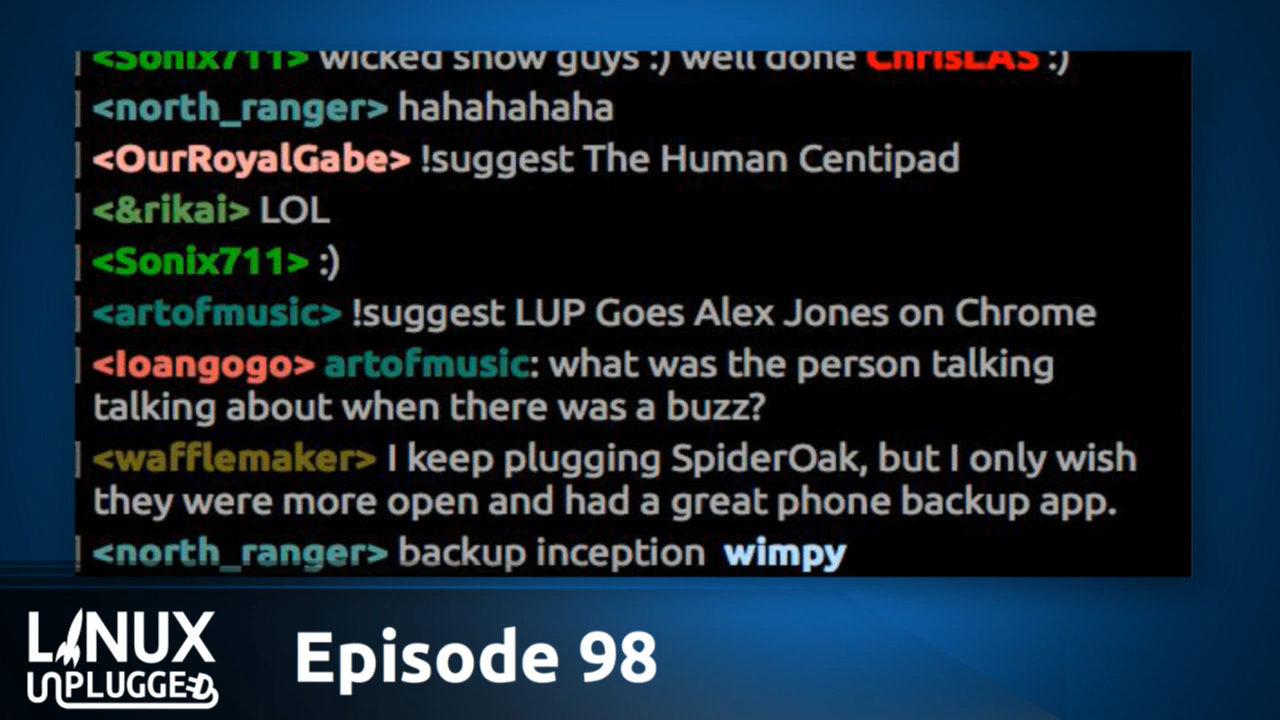 <Sonix711> wicked show guys :) well done ChrisLAS :)
<north_ranger> hahahahaha
<OurRoyalGabe> !suggest The Human Centipad
<&rikai> LOL
<Sonix711> :)
<artofmusic> !suggest LUP Goes Alex Jones on Chrome
<Ioangogo> artofmusic: what was the person talking
talking about when there was a buzz?
<wafflemaker> I keep plugging SpiderOak, but I only wish
they were more open and had a great phone backup app.
<north_ranger> backup inception wimpy
LINUX
UNPLUGGED
Episode 98